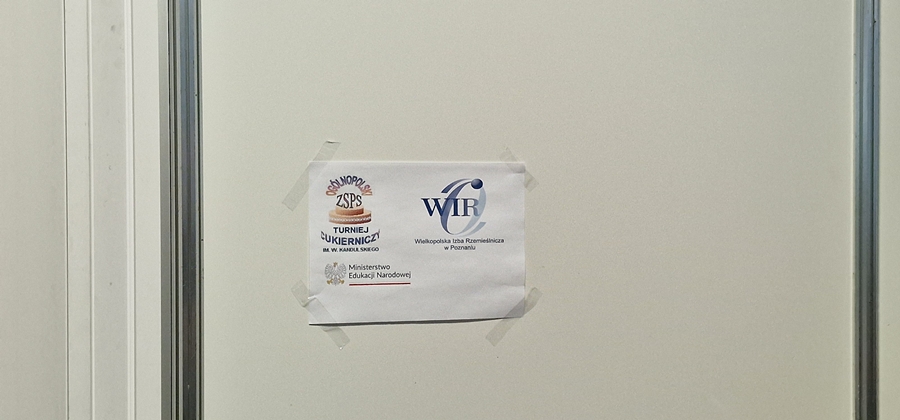 OGÓLNOPOLSKI
ZSPS
TURNIEJ
CUKIERNICZY
IM. W. KANDULSKIEGO
WIR
Wielkopolska Izba Rzemieślnicza
w Poznaniu
Ministerstwo
Edukacji Narodowej